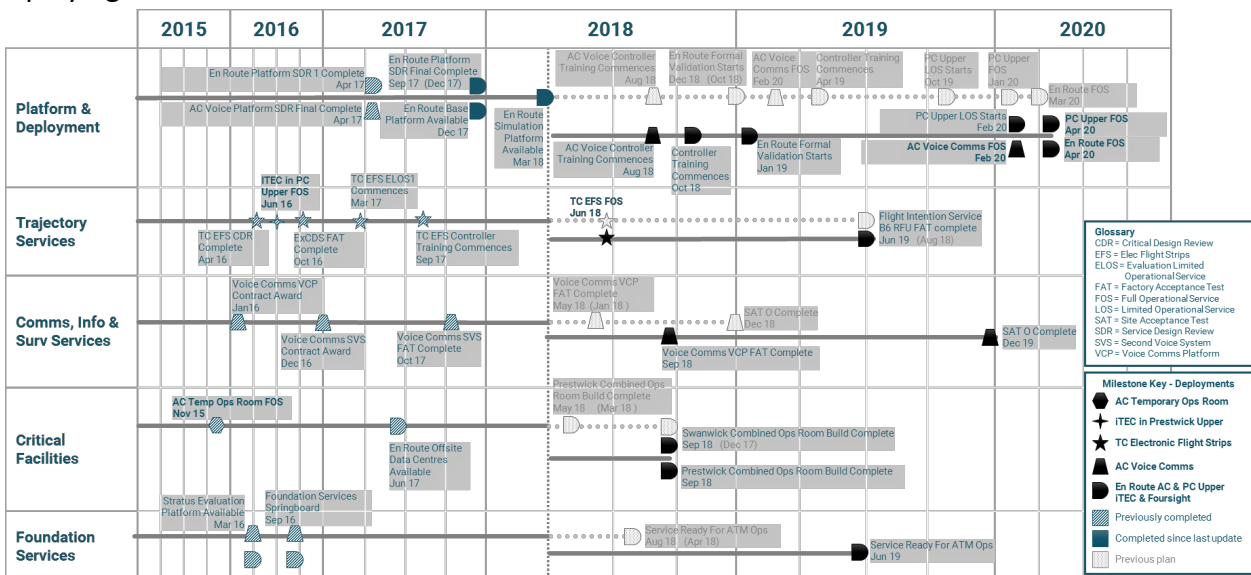 2015
2016
2017
2018
2019
2020
Platform &
Deployment
En Route Platform SDR 1 Complete
Apr 17
En Route Platform
SDR Final Complete
Sep 17 (Dec 17)
AC Voice Platform SDR Final Complete
Apr 17
En Route Base
Platform Available
Dec 17
En Route
Simulation
Platform
Available
Mar 18
AC Voice Controller
Training Commences
Aug 18
En Route Formal
Validation Starts
Dec 18 (Oct 18)
AC Voice
Comms FOS
Feb 20
Controller Training
Commences
Apr 19
PC Upper
LOS Starts
Oct 19
PC Upper
FOS
Jan 20
En Route FOS
Mar 20
AC Voice Controller
Training Commences
Aug 18
Controller
Training
Commences
Oct 18
En Route Formal
Validation Starts
Jan 19
PC Upper LOS Starts
Feb 20
AC Voice Comms FOS
Feb 20
PC Upper FOS
Apr 20
En Route FOS
Apr 20
Trajectory
Services
ITEC in PC
Upper FOS
Jun 16
TC EFS ELOS1
Commences
Mar 17
TC EFS CDR
Complete
Apr 16
ExCDS FAT
Complete
Oct 16
TC EFS Controller
Training Commences
Sep 17
TC EFS FOS
Jun 18
Flight Intention Service
B6 RFU FAT complete
Jun 19 (Aug 18)
Comms, Info &
Surv Services
Voice Comms VCP
Contract Award
Jan16
Voice Comms SVS
Contract Award
Dec 16
Voice Comms SVS
FAT Complete
Oct 17
Voice Comms VCP
FAT Complete
May 18 (Jan 18 )
SAT O Complete
Dec 18
Voice Comms VCP FAT Complete
Sep 18
SAT O Complete
Dec 19
Critical
Facilities
AC Temp Ops Room FOS
Nov 15
En Route Offsite
Data Centres
Available
Jun 17
Prestwick Combined Ops
Room Build Complete
May 18 (Mar 18 )
Swanwick Combined Ops Room Build Complete
Sep 18 (Dec 17)
Prestwick Combined Ops Room Build Complete
Sep 18
Foundation
Services
Stratus Evaluation
Platform Available
Mar 16
Foundation Services
Springboard
Sep 16
Service Ready For ATM Ops
Aug 18 (Apr 18)
Service Ready For ATM Ops
Jun 19
Glossary
CDR = Critical Design Review
EFS = Elec Flight Strips
ELOS = Evaluation Limited
Operational Service
FAT = Factory Acceptance Test
FOS = Full Operational Service
LOS = Limited Operational Service
SAT = Site Acceptance Test
SDR = Service Design Review
SVS = Second Voice System
VCP = Voice Comms Platform
Milestone Key - Deployments
AC Temporary Ops Room
iTEC in Prestwick Upper
TC Electronic Flight Strips
AC Voice Comms
En Route AC & PC Upper
iTEC & Foursight
Previously completed
Completed since last update
Previous plan